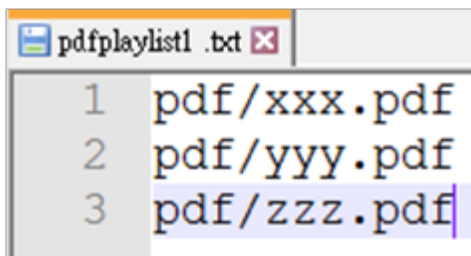 pdfplaylist1 .txt
1 pdf/xxx.pdf
2 pdf/yyy.pdf
3 pdf/zzz.pdf